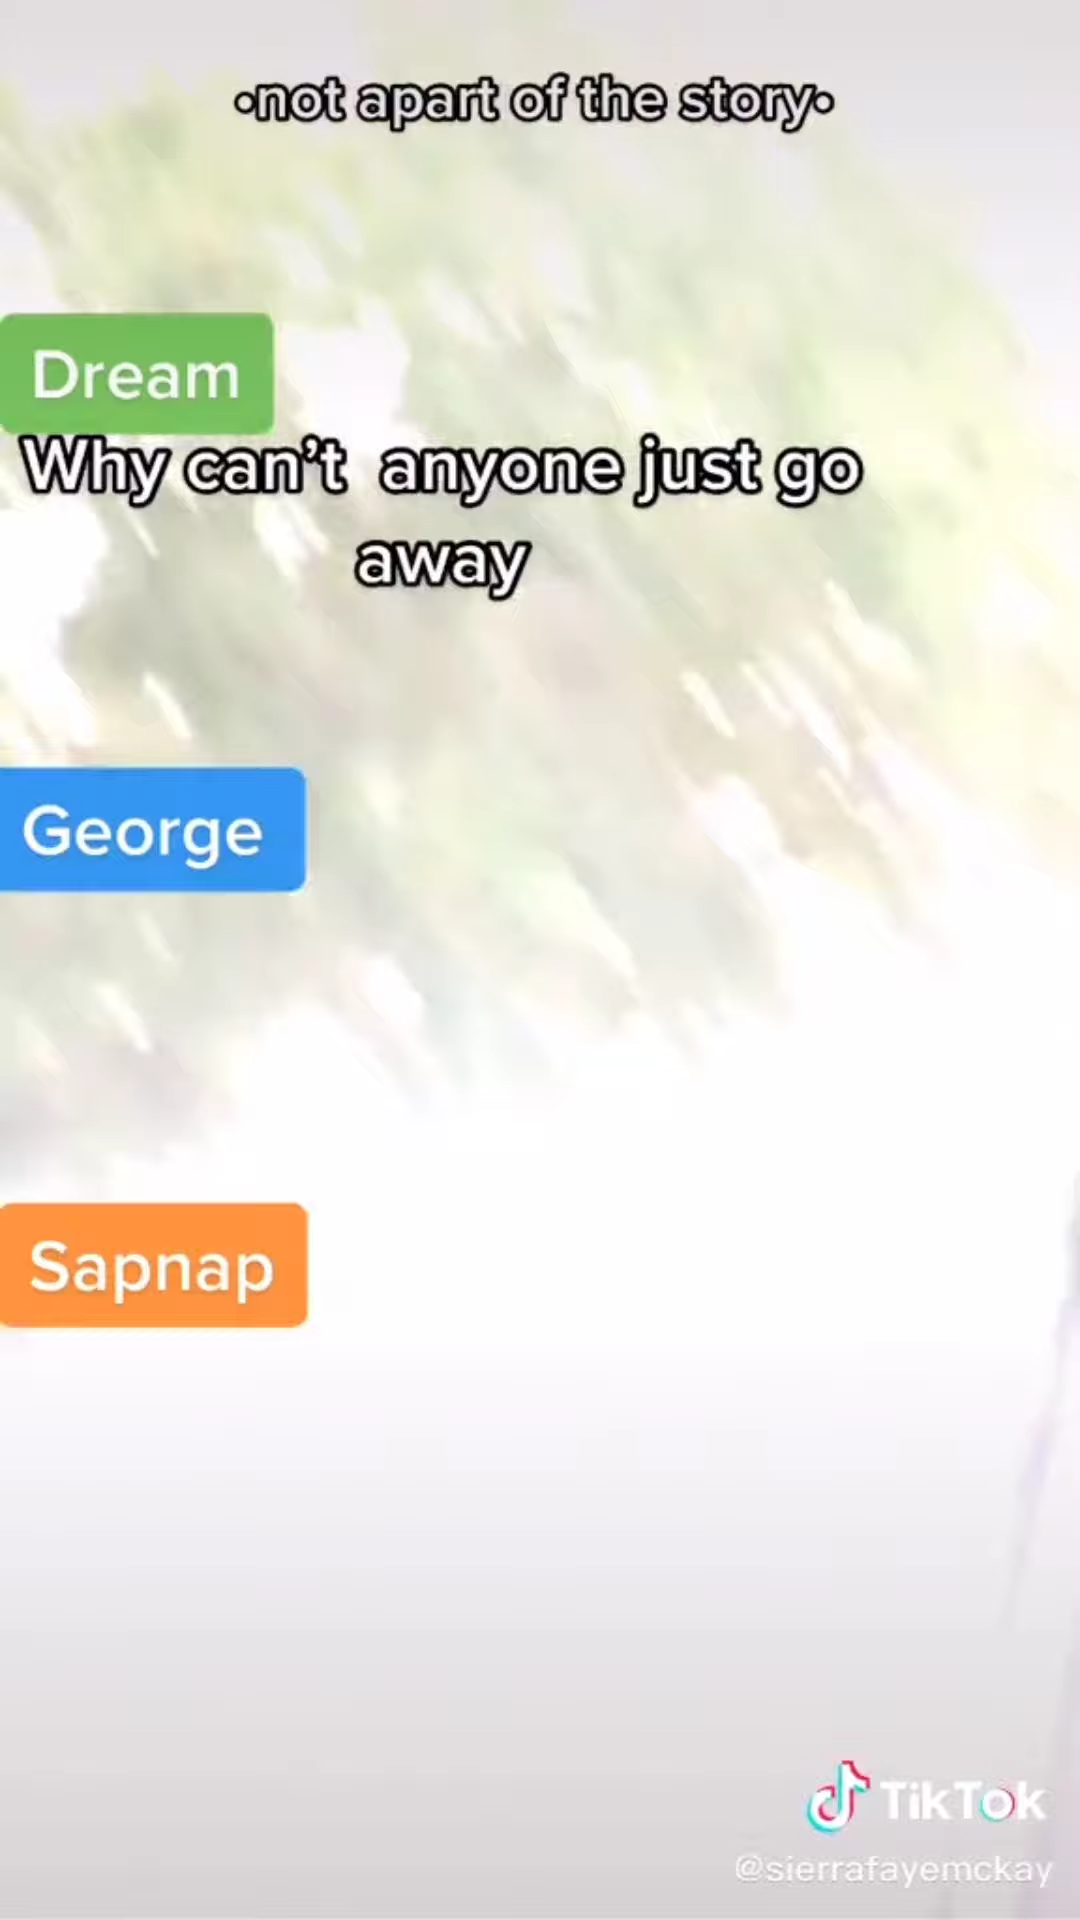 •not apart of the story•
Dream
Why can't  anyone just go
away
George
Sapnap
TikTok
@sierrafayemckay